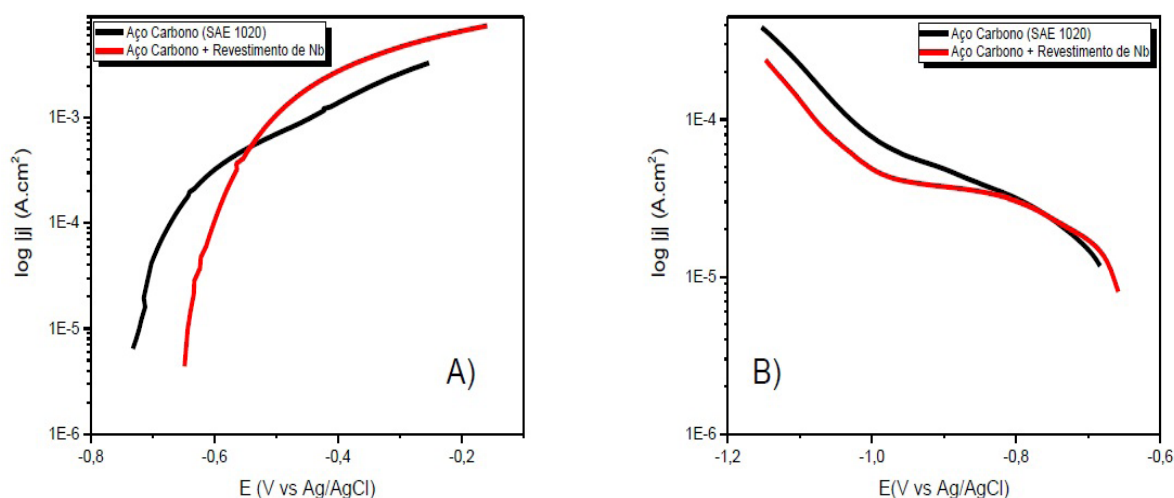 Aço Carbono (SAE 1020)
Aço Carbono + Revestimento de Nb
1E-3
1E-4
1E-5
1E-6
log |j| (A.cm²)
-0,8
-0,6
-0,4
-0,2
E (V vs Ag/AgCl)
A)
Aço Carbono (SAE 1020)
Aço Carbono + Revestimento de Nb
1E-4
1E-5
1E-6
log |j| (A.cm²)
-1,2
-1,0
-0,8
-0,6
E(V vs Ag/AgCl)
B)